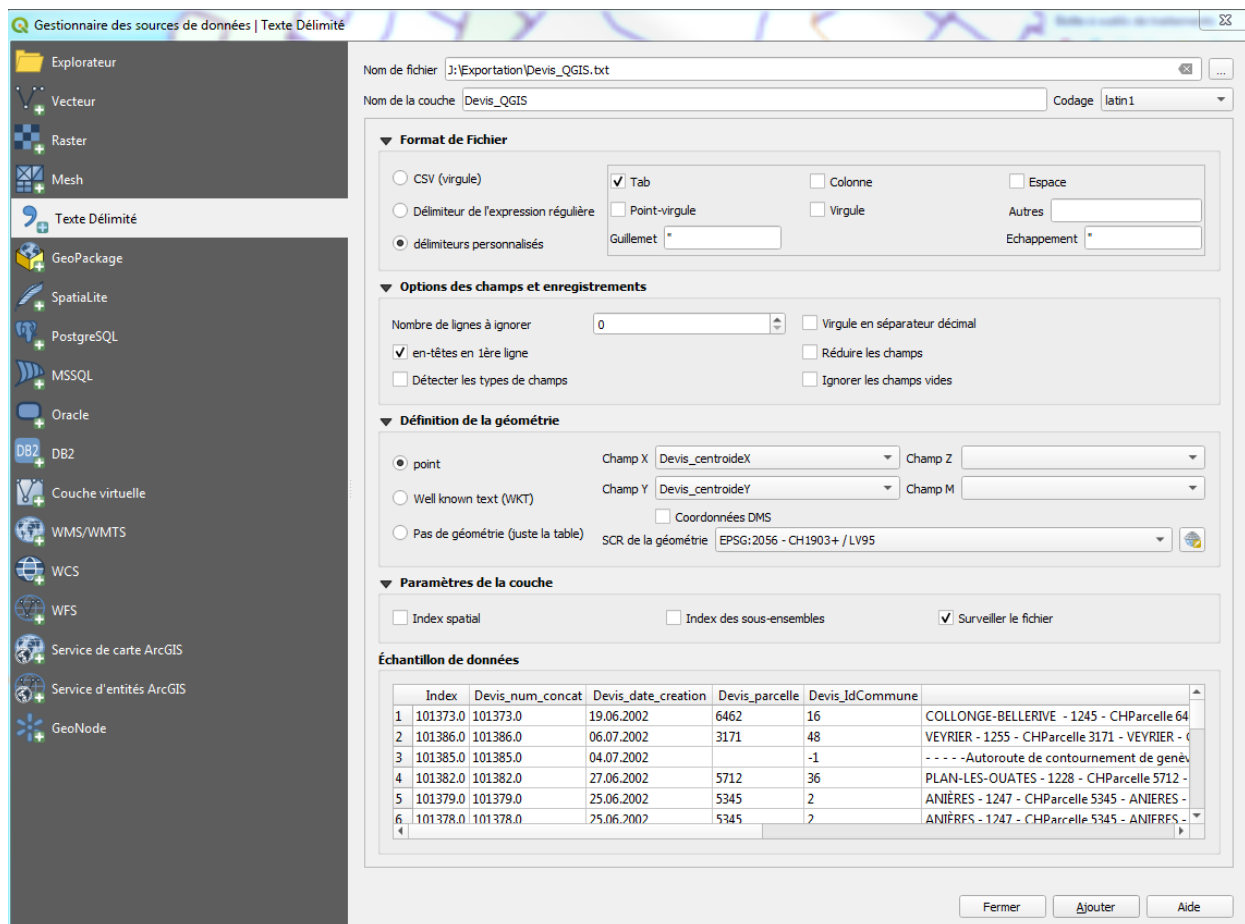 Gestionnaire des sources de données | Texte Délimité
Explorateur
Vecteur
Raster
Mesh
Texte Délimité
GeoPackage
SpatiaLite
PostgreSQL
MSSQL
Oracle
DB2
DB2
Couche virtuelle
WMS/WMTS
WCS
WFS
Service de carte ArcGIS
Service d'entités ArcGIS
GeoNode
Nom de fichier J:\Exportation\Devis_QGIS.txt ...
Nom de la couche Devis_QGIS Codage latin1
Format de Fichier
CSV (virgule) Tab Colonne Espace
Délimiteur de l'expression régulière Point-virgule Virgule Autres
délimiteurs personnalisés Guillemet " Echappement "
Options des champs et enregistrements
Nombre de lignes à ignorer 0 Virgule en séparateur décimal
en-têtes en 1ère ligne Réduire les champs
Détecter les types de champs Ignorer les champs vides
Définition de la géométrie
point Champ X Devis_centroideX Champ Z
Well known text (WKT) Champ Y Devis_centroideY Champ M
Coordonnées DMS
Pas de géométrie (juste la table) SCR de la géométrie EPSG:2056 - CH1903+ / LV95
Paramètres de la couche
Index spatial Index des sous-ensembles Surveiller le fichier
Échantillon de données
Index Devis_num_concat Devis_date_creation Devis_parcelle Devis_IdCommune
1 101373.0 101373.0 19.06.2002 6462 16 COLLONGE-BELLERIVE - 1245 - CHParcelle 64
2 101386.0 101386.0 06.07.2002 3171 48 VEYRIER - 1255 - CHParcelle 3171 - VEYRIER -
3 101385.0 101385.0 04.07.2002 -1 - - - - -Autoroute de contournement de genèv
4 101382.0 101382.0 27.06.2002 5712 36 PLAN-LES-OUATES - 1228 - CHParcelle 5712 -
5 101379.0 101379.0 25.06.2002 5345 2 ANIÈRES - 1247 - CHParcelle 5345 - ANIERES -
6 101378.0 101378.0 25.06.2002 5345 2 ANIÈRES - 1247 - CHParcelle 5345 - ANIERES -
Fermer Ajouter Aide